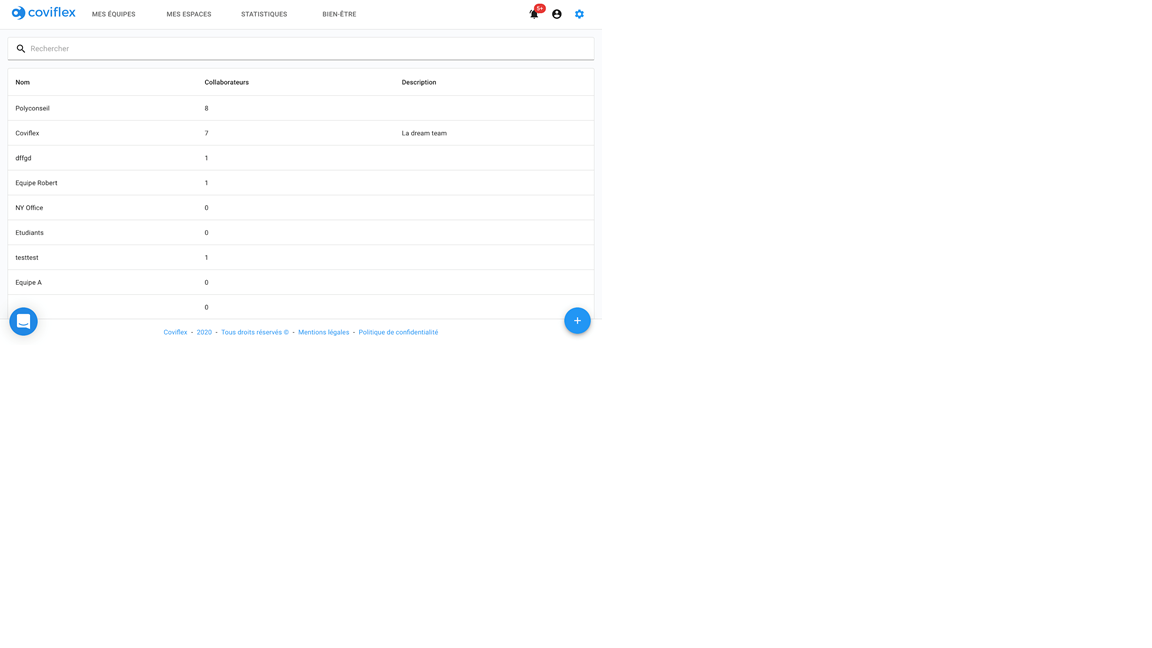 coviflex MES ÉQUIPES MES ESPACES STATISTIQUES BIEN-ÊTRE 5+
Rechercher
Nom Collaborateurs Description
Polyconseil 8
Coviflex 7 La dream team
dffgd 1
Equipe Robert 1
NY Office 0
Etudiants 0
testtest 1
Equipe A 0
0
Coviflex - 2020 - Tous droits réservés © - Mentions légales - Politique de confidentialité